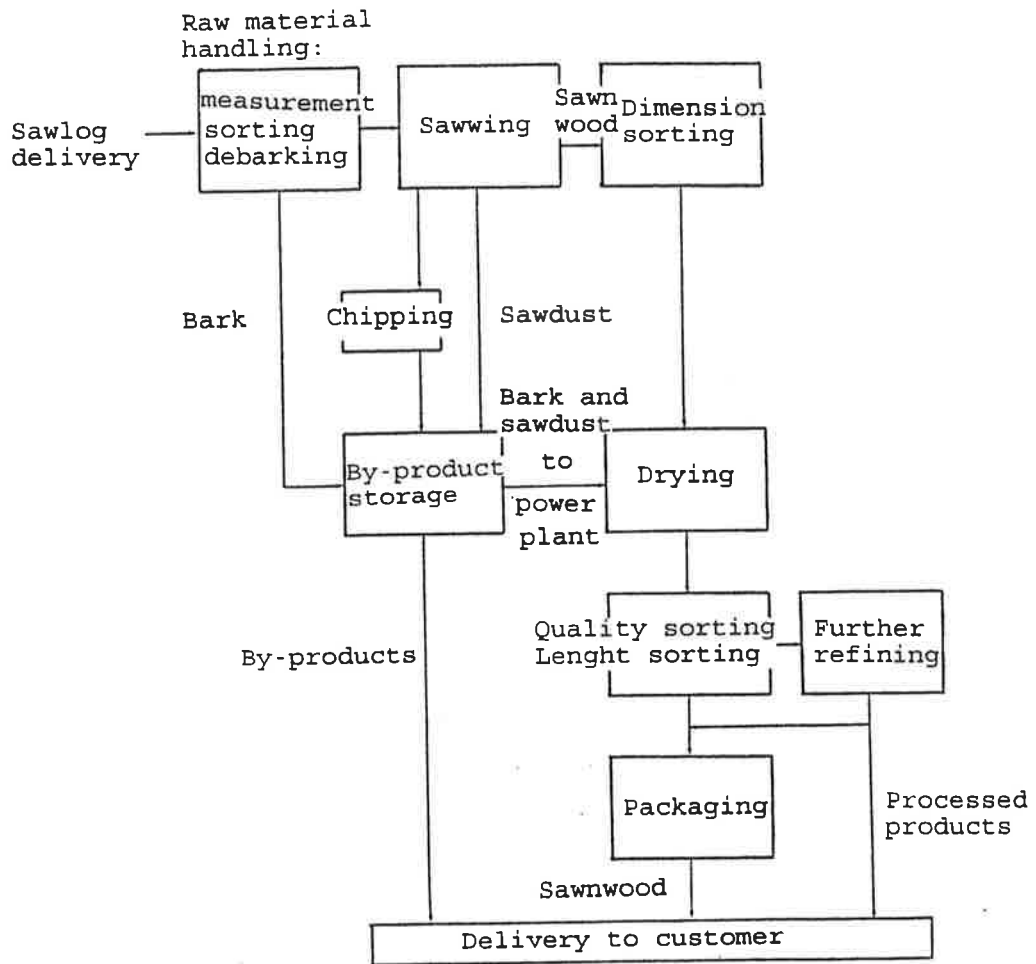 Raw material
handling:
Sawlog
delivery
measurement
sorting
debarking
Sawwing
Sawn
wood
Dimension
sorting
Bark
Chipping
Sawdust
Bark and
sawdust
to
power
plant
By-product
storage
Drying
By-products
Quality sorting
Lenght sorting
Further
refining
Packaging
Processed
products
Sawnwood
Delivery to customer